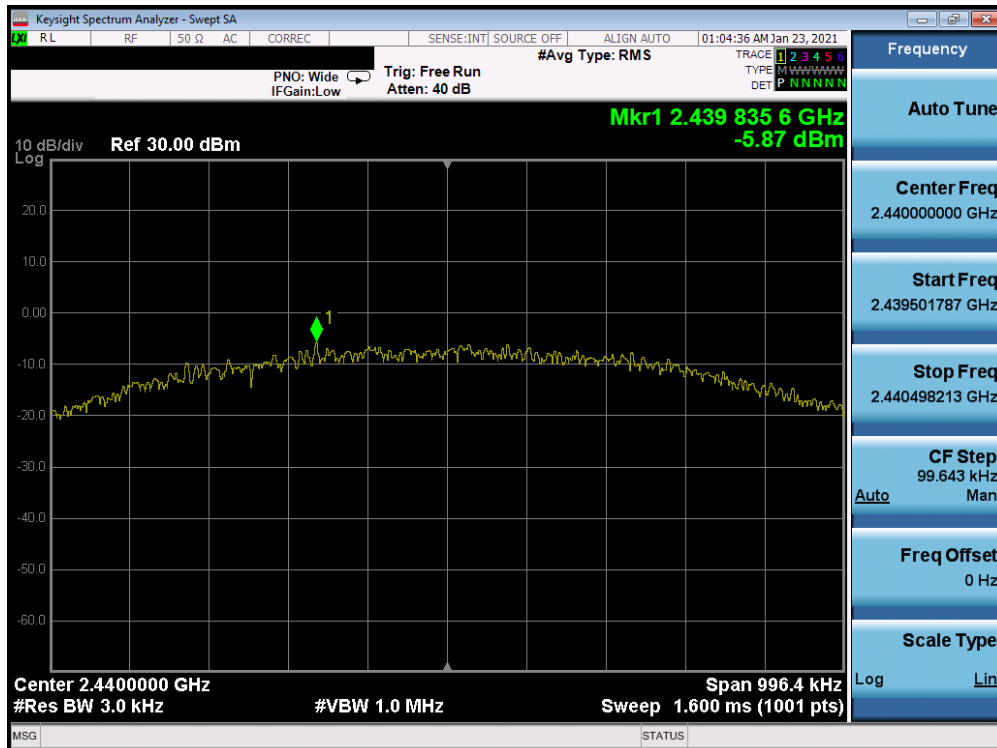 Keysight Spectrum Analyzer - Swept SA
LXI RL RF 50 Ω AC CORREC SENSE:INT SOURCE OFF ALIGN AUTO 01:04:36 AM Jan 23, 2021
#Avg Type: RMS
TRACE 1 2 3 4 5 6
TYPE M W W W W W
DET P N N N N N
PNO: Wide
IFGain:Low
Trig: Free Run
Atten: 40 dB
Mkr1 2.439 835 6 GHz
-5.87 dBm
10 dB/div Ref 30.00 dBm
Log
20.0
10.0
0.00
1
-10.0
-20.0
-30.0
-40.0
-50.0
-60.0
Center 2.4400000 GHz Span 996.4 kHz
#Res BW 3.0 kHz #VBW 1.0 MHz Sweep 1.600 ms (1001 pts)
MSG STATUS
Frequency
Auto Tune
Center Freq
2.440000000 GHz
Start Freq
2.439501787 GHz
Stop Freq
2.440498213 GHz
CF Step
99.643 kHz
Auto Man
Freq Offset
0 Hz
Scale Type
Log Lin